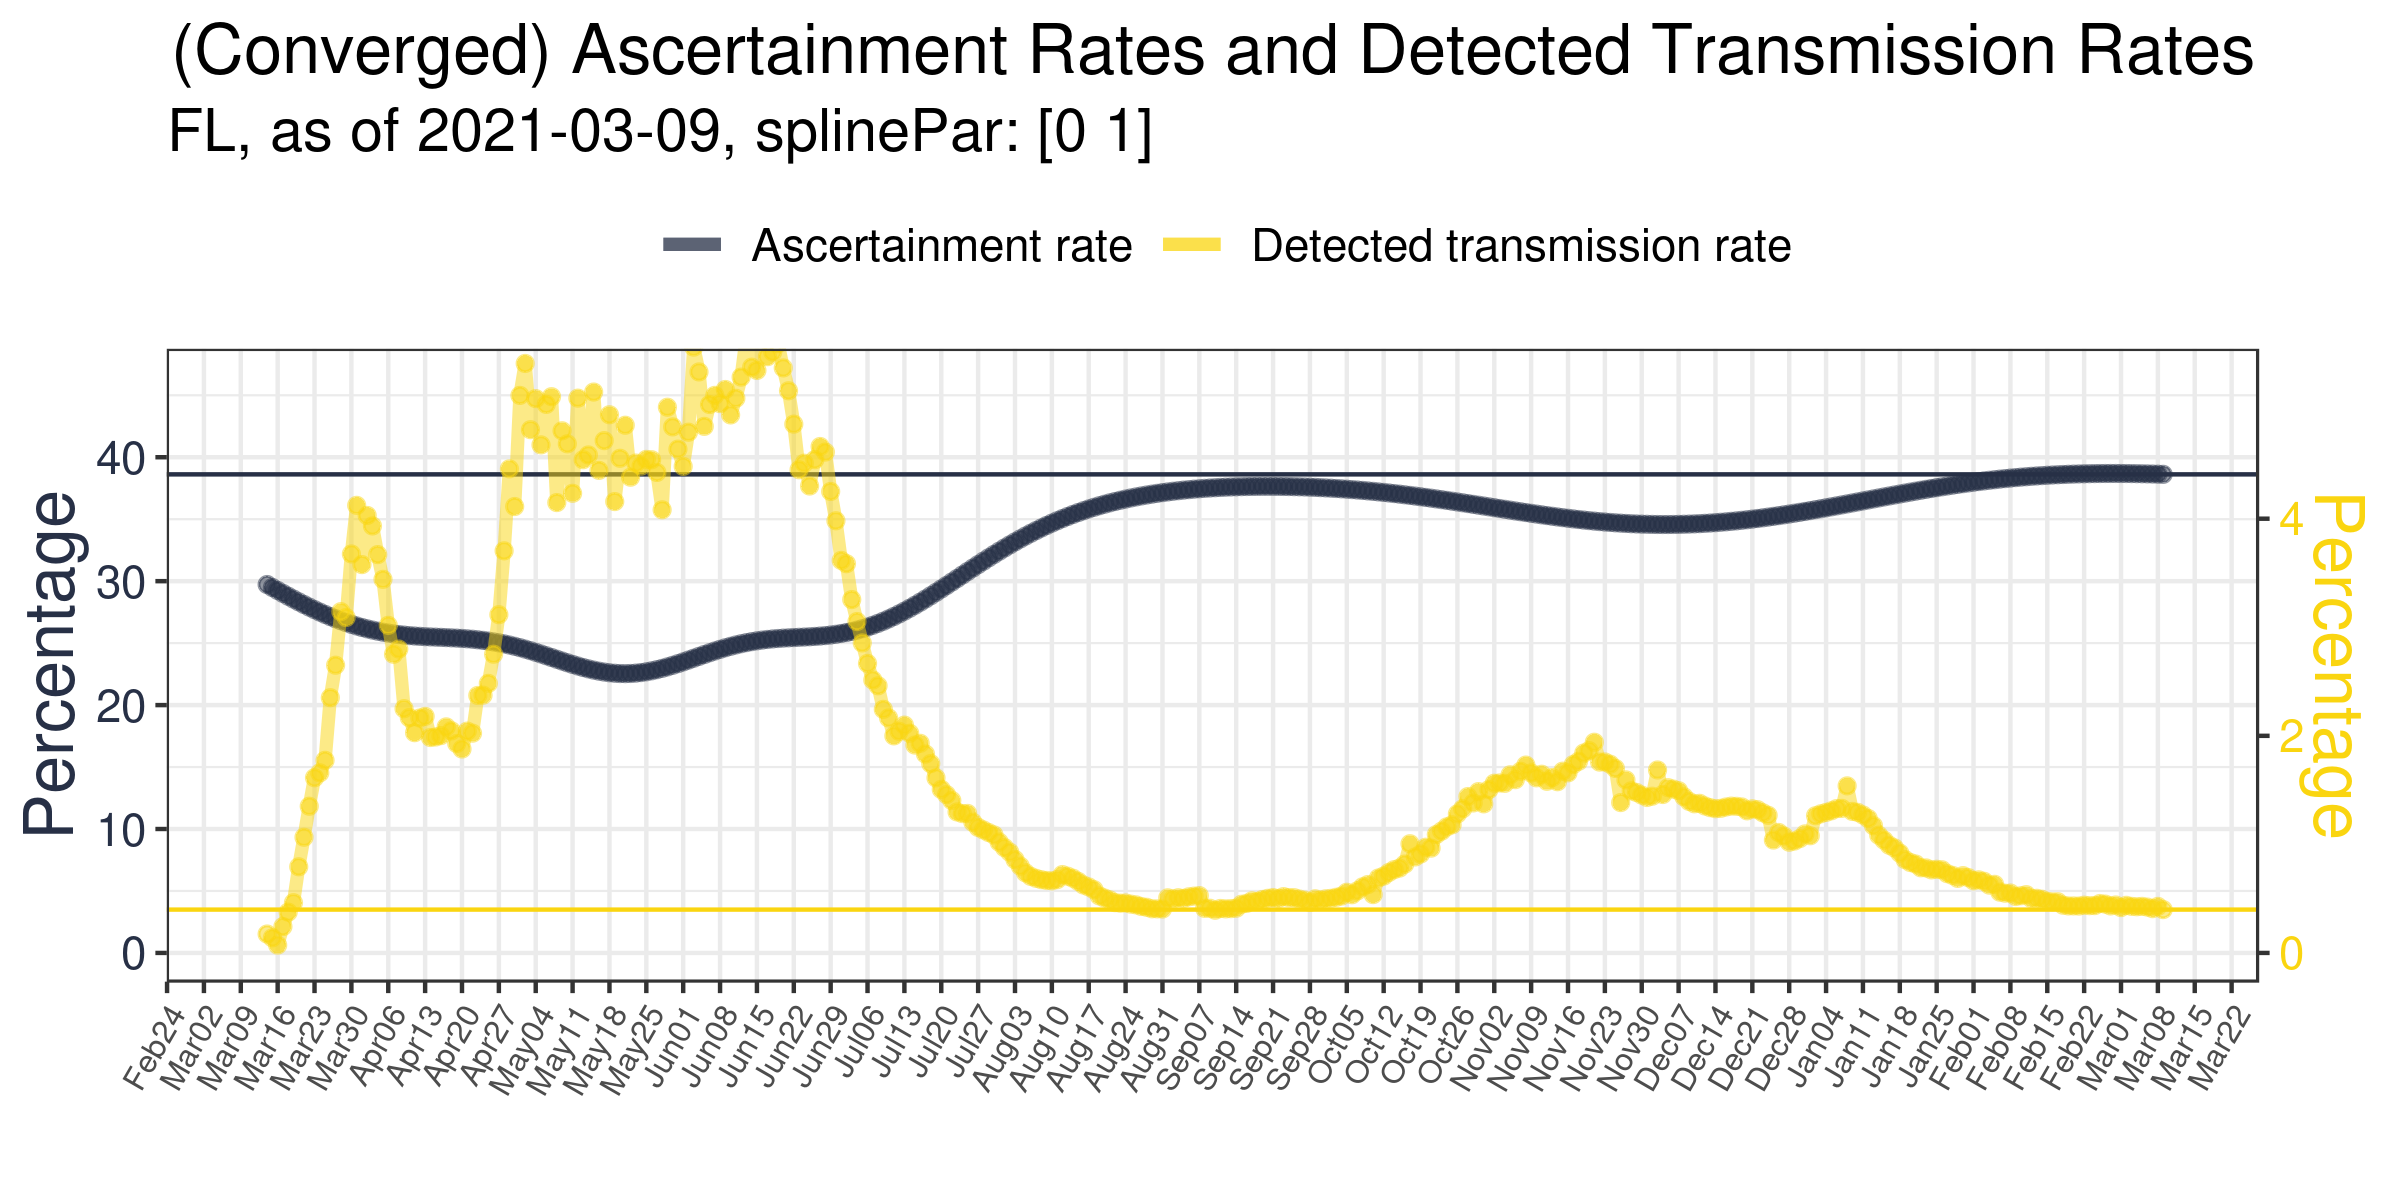 (Converged) Ascertainment Rates and Detected Transmission Rates
FL, as of 2021-03-09, splinePar: [0 1]
Ascertainment rate
Detected transmission rate
Percentage
40
30
20
10
0
4
2
0
Percentage
Feb24
Mar02
Mar09
Mar16
Mar23
Mar30
Apr06
Apr13
Apr20
Apr27
May04
May11
May18
May25
Jun01
Jun08
Jun15
Jun22
Jun29
Jul06
Jul13
Jul20
Jul27
Aug03
Aug10
Aug17
Aug24
Aug31
Sep07
Sep14
Sep21
Sep28
Oct05
Oct12
Oct19
Oct26
Nov02
Nov09
Nov16
Nov23
Nov30
Dec07
Dec14
Dec21
Dec28
Jan04
Jan11
Jan18
Jan25
Feb01
Feb08
Feb15
Feb22
Mar01
Mar08
Mar15
Mar22